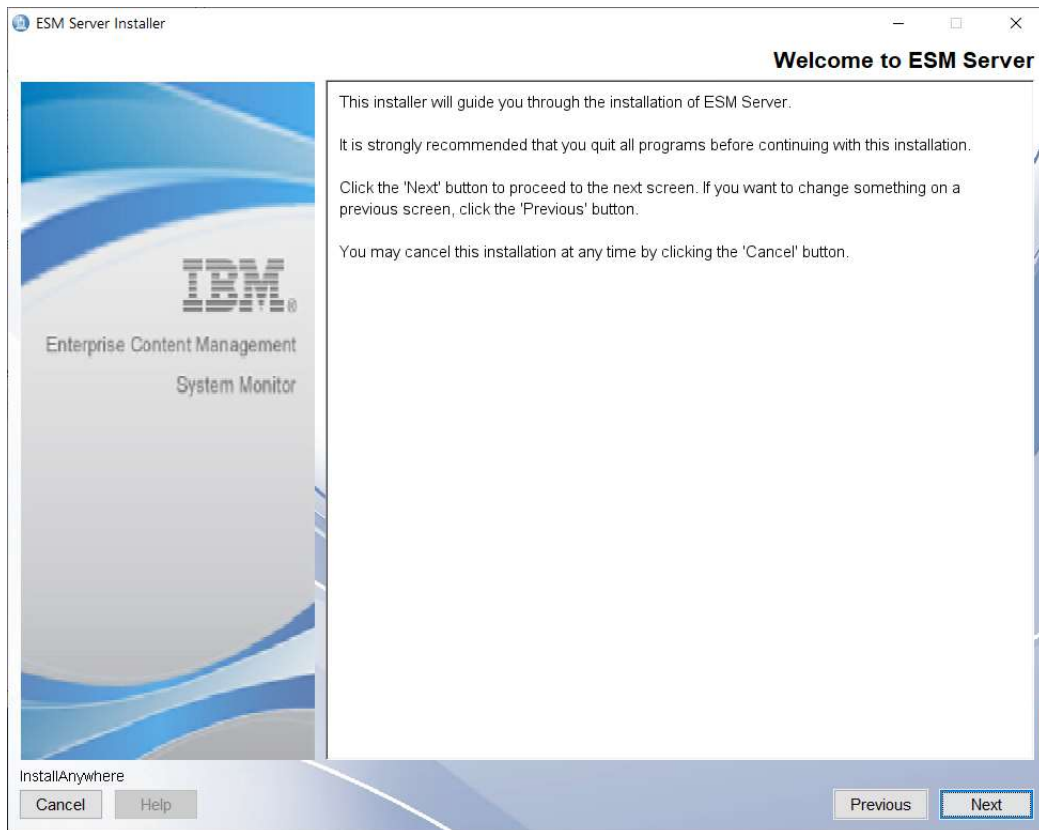 ESM Server Installer
Welcome to ESM Server
This installer will guide you through the installation of ESM Server.
It is strongly recommended that you quit all programs before continuing with this installation.
Click the 'Next' button to proceed to the next screen. If you want to change something on a
previous screen, click the 'Previous' button.
You may cancel this installation at any time by clicking the 'Cancel' button.
IBM®
Enterprise Content Management
System Monitor
InstallAnywhere
Cancel Help Previous Next